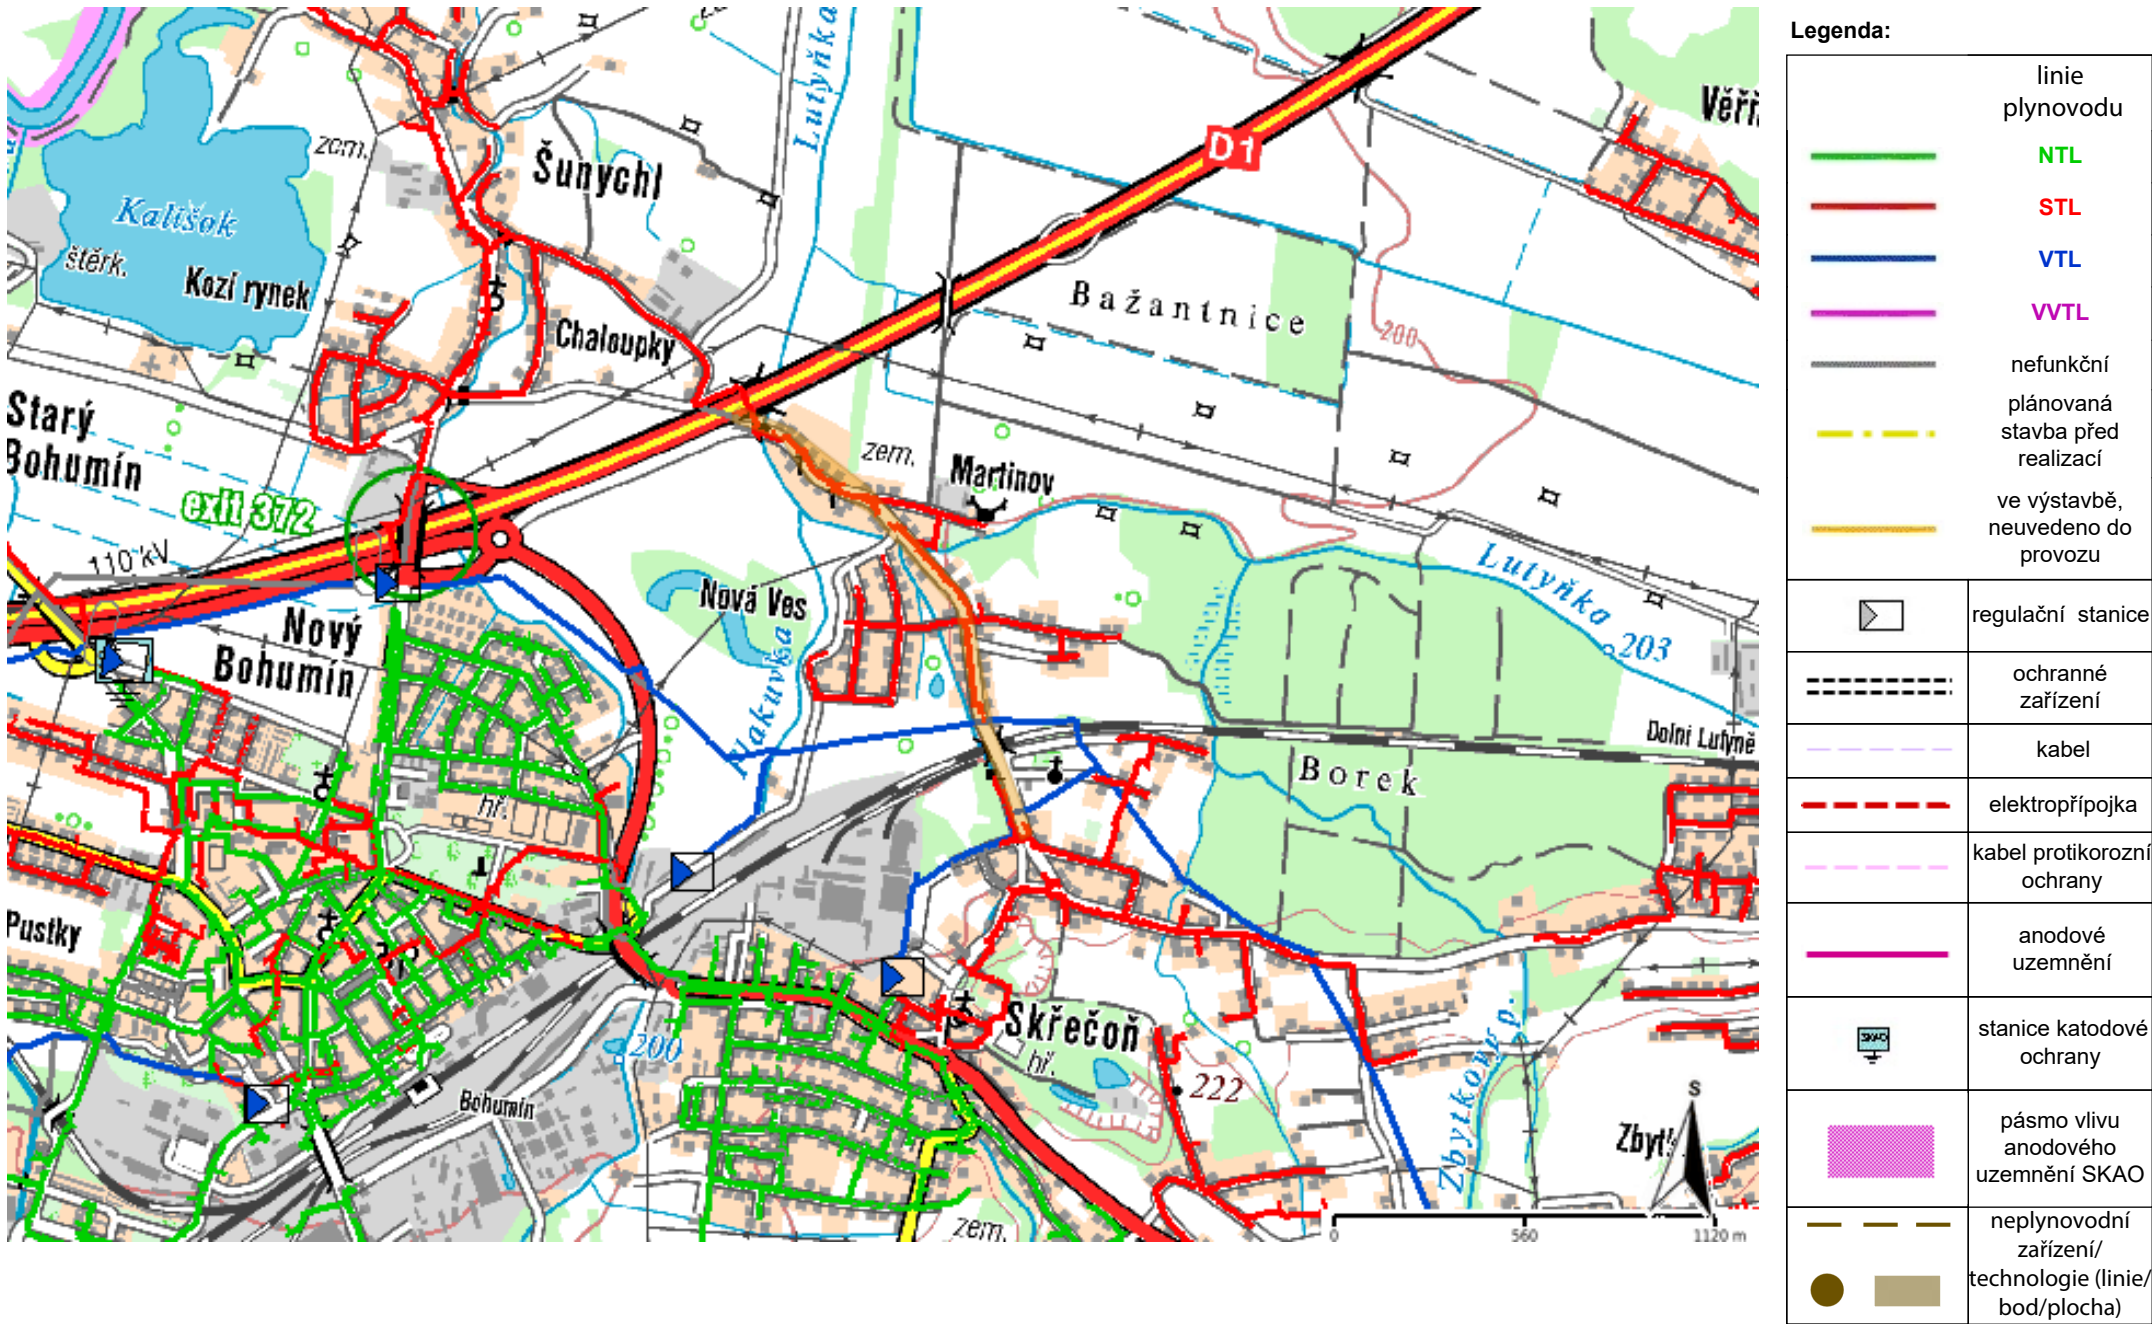 Legenda:
linie
plynovodu
NTL
STL
VTL
VVTL
nefunkční
plánovaná
stavba před
realizací
ve výstavbě,
neuvedeno do
provozu
regulační stanice
ochranné
zařízení
kabel
elektropřípojka
kabel protikorozní
ochrany
anodové
uzemnění
SKAO
stanice katodové
ochrany
pásmo vlivu
anodového
uzemnění SKAO
neplynovodní
zařízení/
technologie (linie/
bod/plocha)
Lutyňka
D1
zem.
Šunychl
Kališok
štěrk.
Kozí rynek
Bažantnice
200
Chaloupky
Starý
Bohumín
zem.
Martinov
exit 372
110 kV
Lutyňka
203
Nová Ves
Nový
Bohumín
Dolní Lutyně
Borek
hř.
Pustky
Skřečoň
200
hř.
222
Zbytkový p.
Bohumín
S
zem.
0
560
1120 m